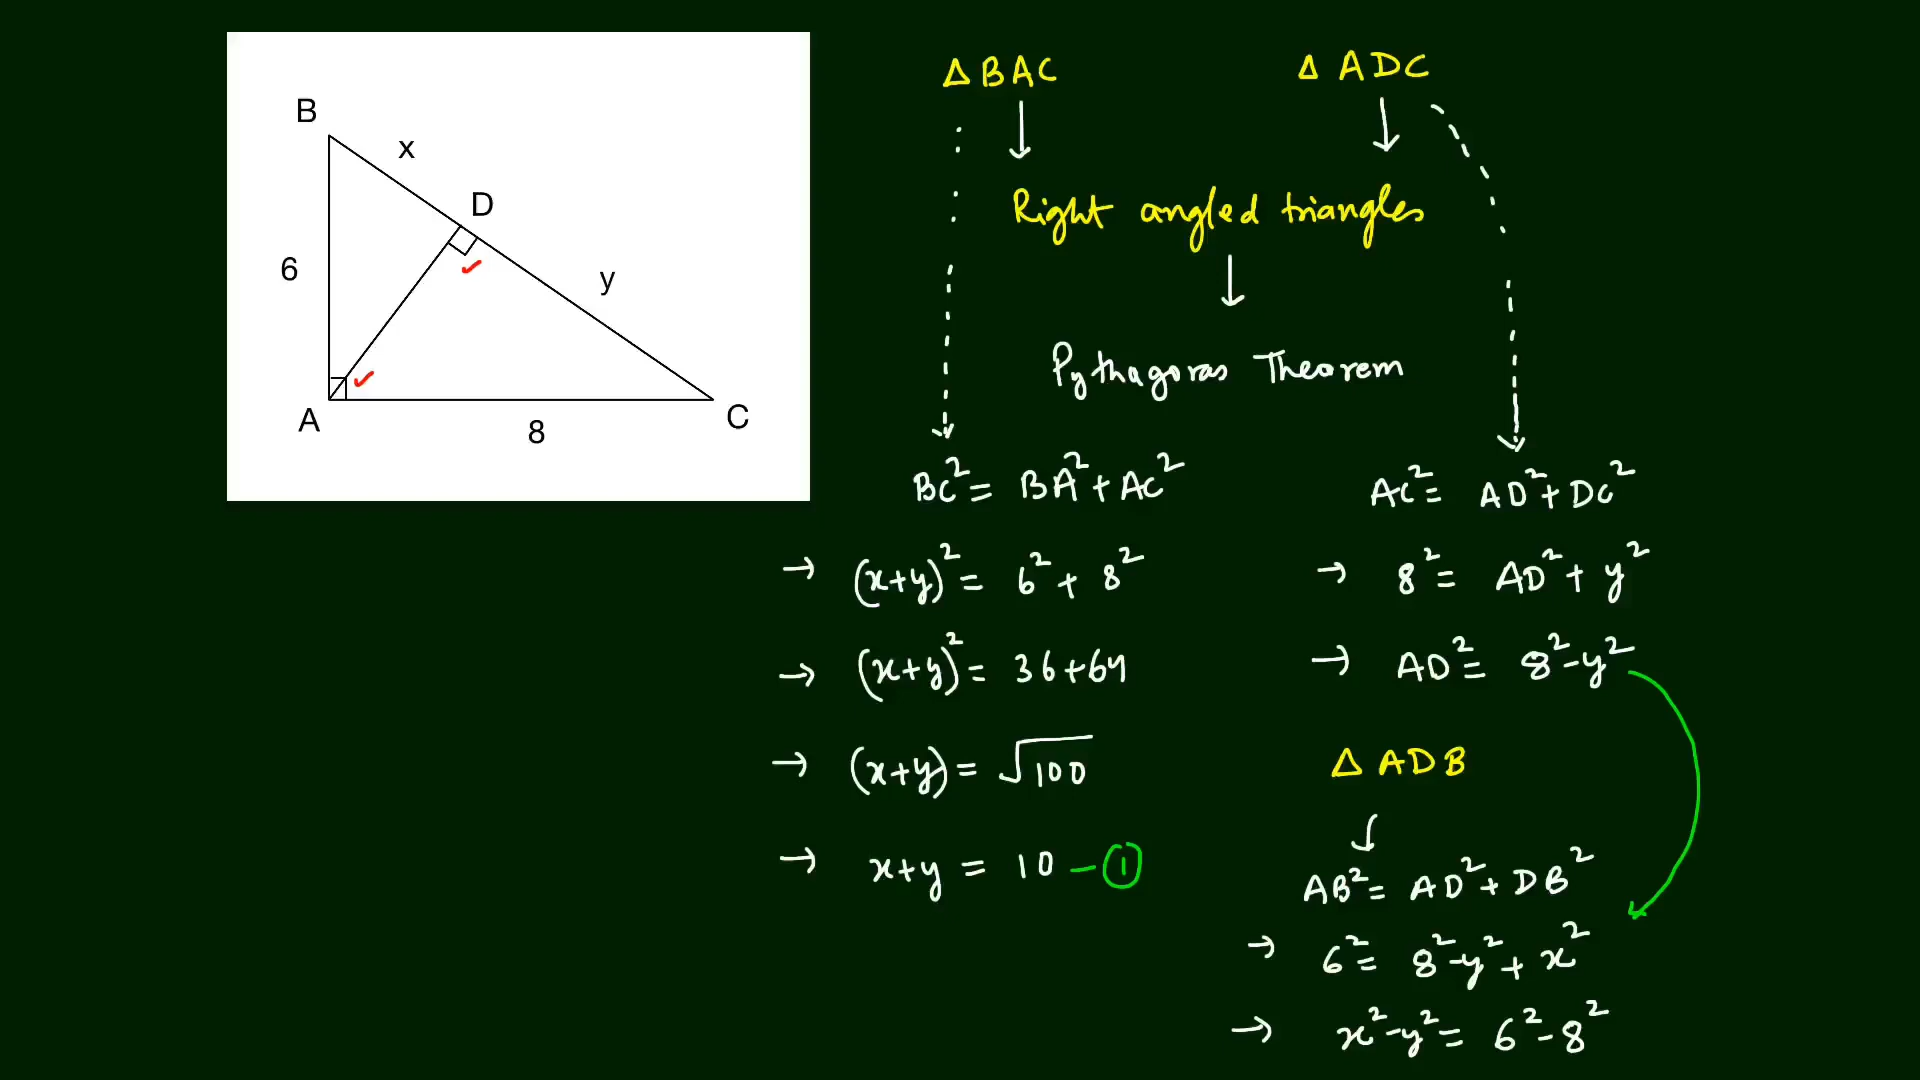 B
x
D
6
y
A
8
C
Δ BAC
Δ ADC
Right angled triangles
Pythagoras Theorem
BC² = BA² + AC²
→ (x+y)² = 6² + 8²
→ (x+y)² = 36+64
→ (x+y) = √100
→ x+y = 10 - ①
AC² = AD² + DC²
→ 8² = AD² + y²
→ AD² = 8² - y²
Δ ADB
AB² = AD² + DB²
→ 6² = 8² - y² + x²
→ x² - y² = 6² - 8²